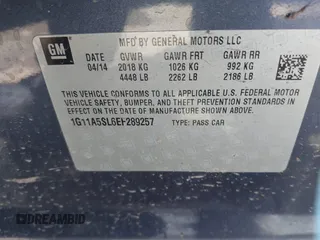 GM
MFD BY GENERAL MOTORS LLC
DATE GVWR GAWR FRT GAWR RR
04/14 2018 KG 1026 KG 992 KG
4448 LB 2262 LB 2186 LB
THIS VEHICLE CONFORMS TO ALL APPLICABLE U.S. FEDERAL MOTOR
VEHICLE SAFETY, BUMPER, AND THEFT PREVENTION STANDARDS
IN EFFECT ON THE DATE OF MANUFACTURE SHOWN ABOVE.
1G11A5SL6EF289257 TYPE: PASS CAR
DREAMBID